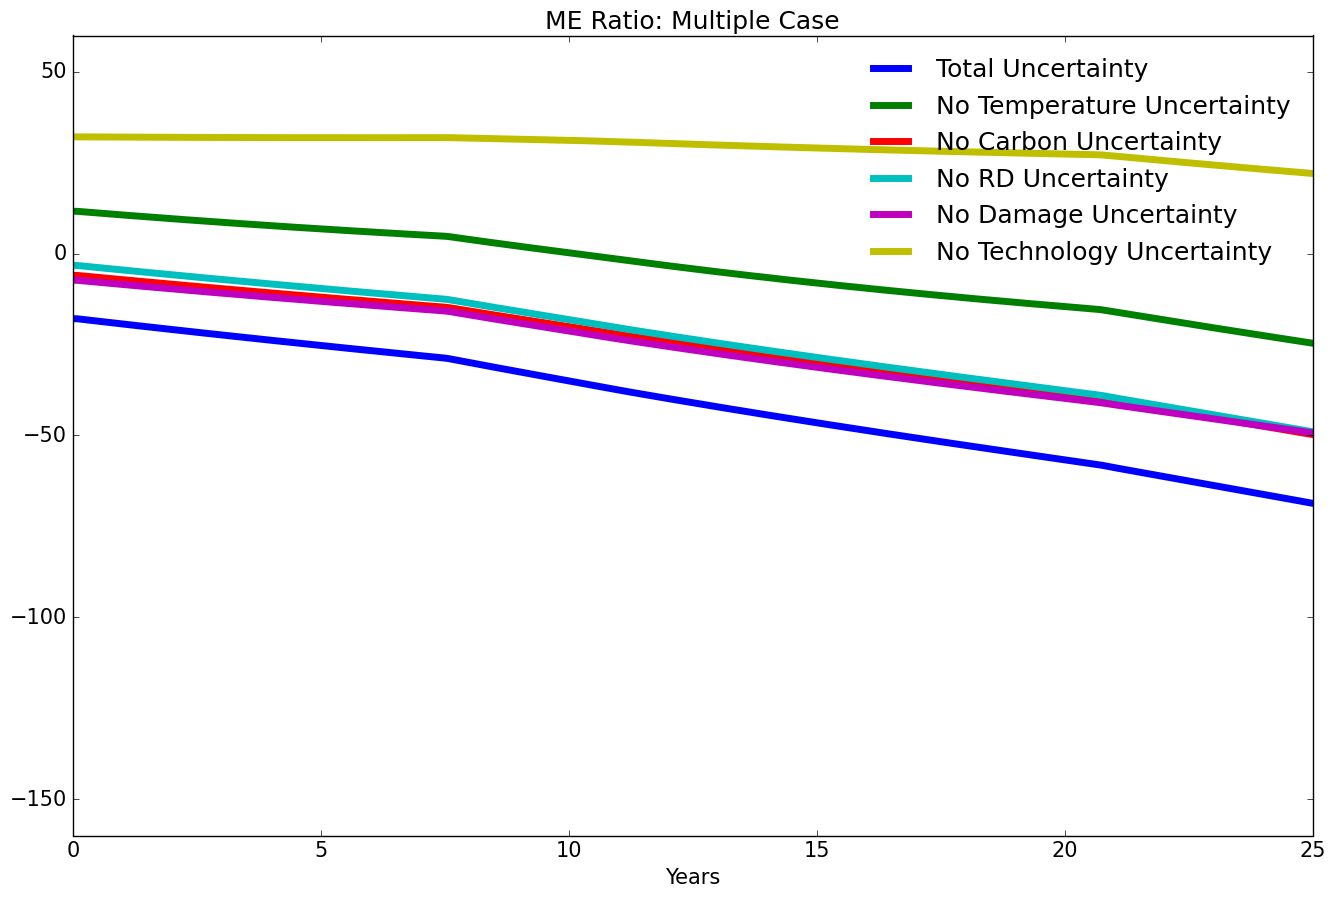 ME Ratio: Multiple Case
50
0
−50
−100
−150
Total Uncertainty
No Temperature Uncertainty
No Carbon Uncertainty
No RD Uncertainty
No Damage Uncertainty
No Technology Uncertainty
0 5 10 15 20 25
Years